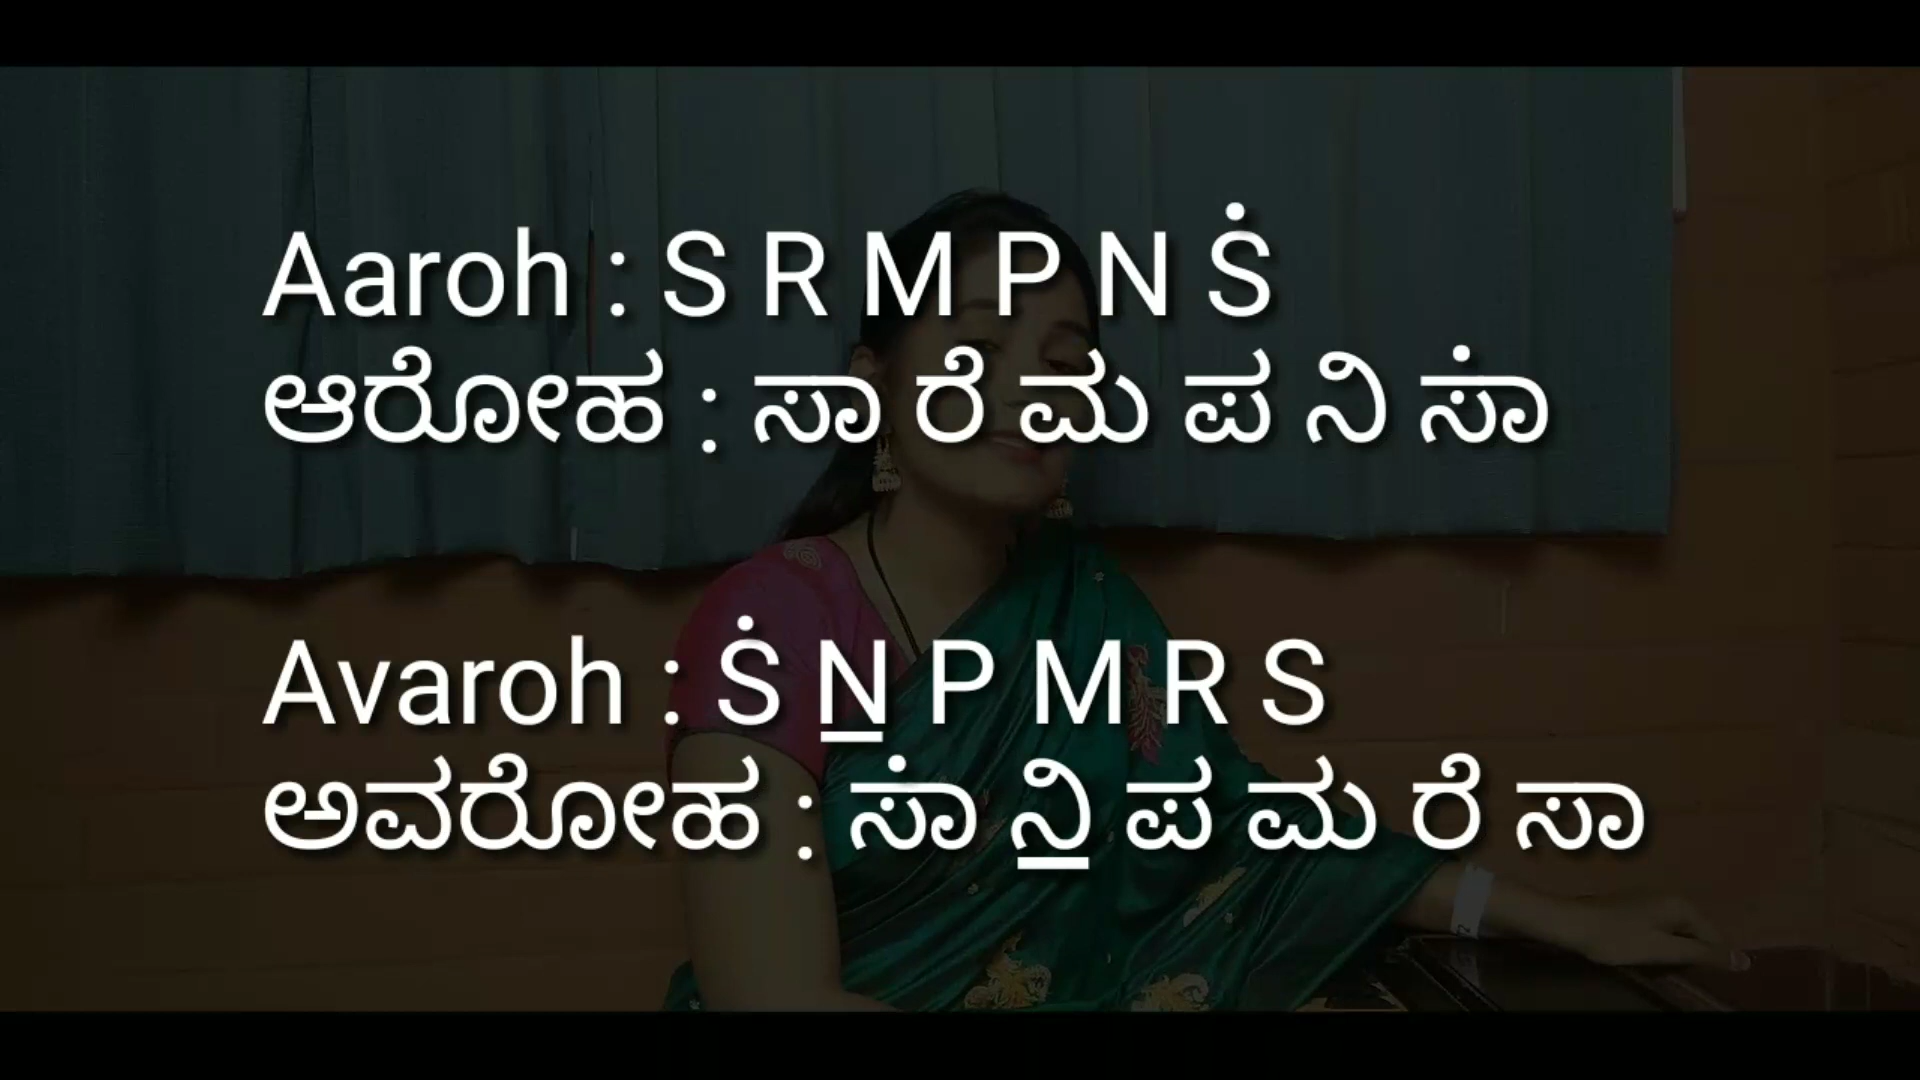 Aaroh : S R M P N Ṡ
ಆರೋಹ : ಸಾ ರೆ ಮ ಪ ನಿ ಸಾ̇
Avaroh : Ṡ N̲ P M R S
ಅವರೋಹ : ಸಾ̇ ನಿ̲ ಪ ಮ ರೆ ಸಾ